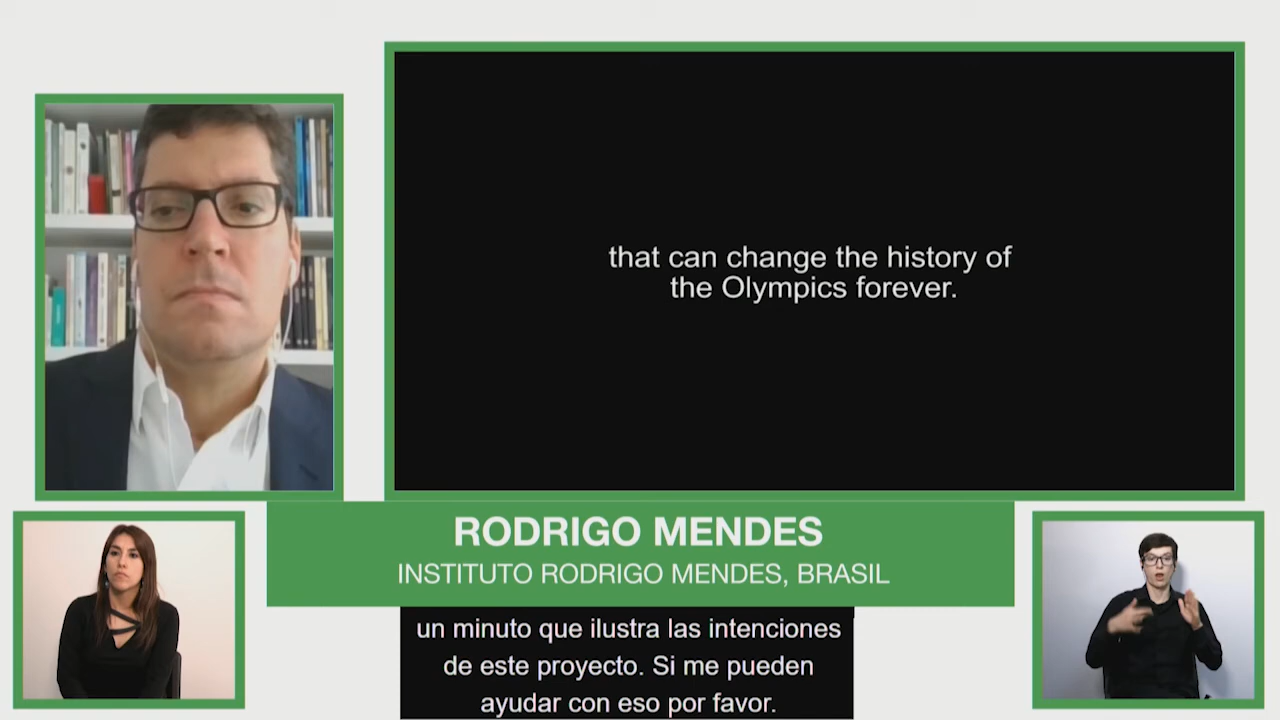 that can change the history of
the Olympics forever.
RODRIGO MENDES
INSTITUTO RODRIGO MENDES, BRASIL
un minuto que ilustra las intenciones
de este proyecto. Si me pueden
ayudar con eso por favor.